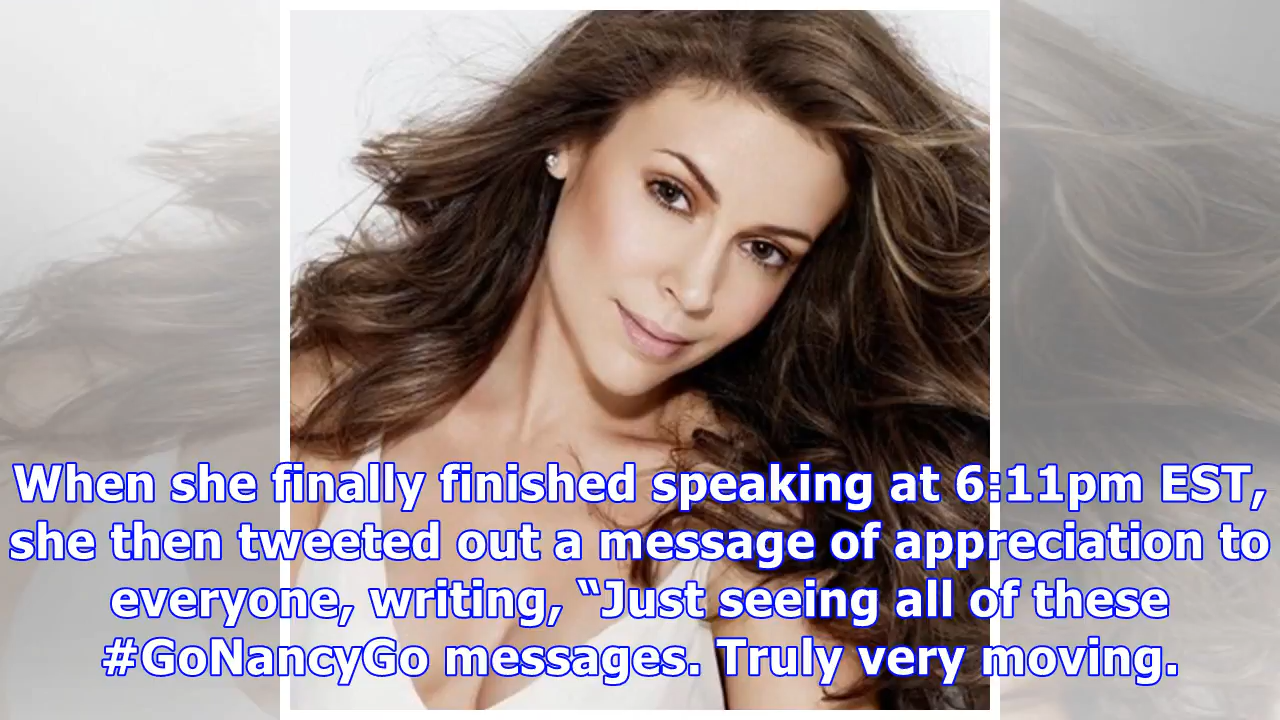 When she finally finished speaking at 6:11pm EST,
she then tweeted out a message of appreciation to
everyone, writing, “Just seeing all of these
#GoNancyGo messages. Truly very moving.